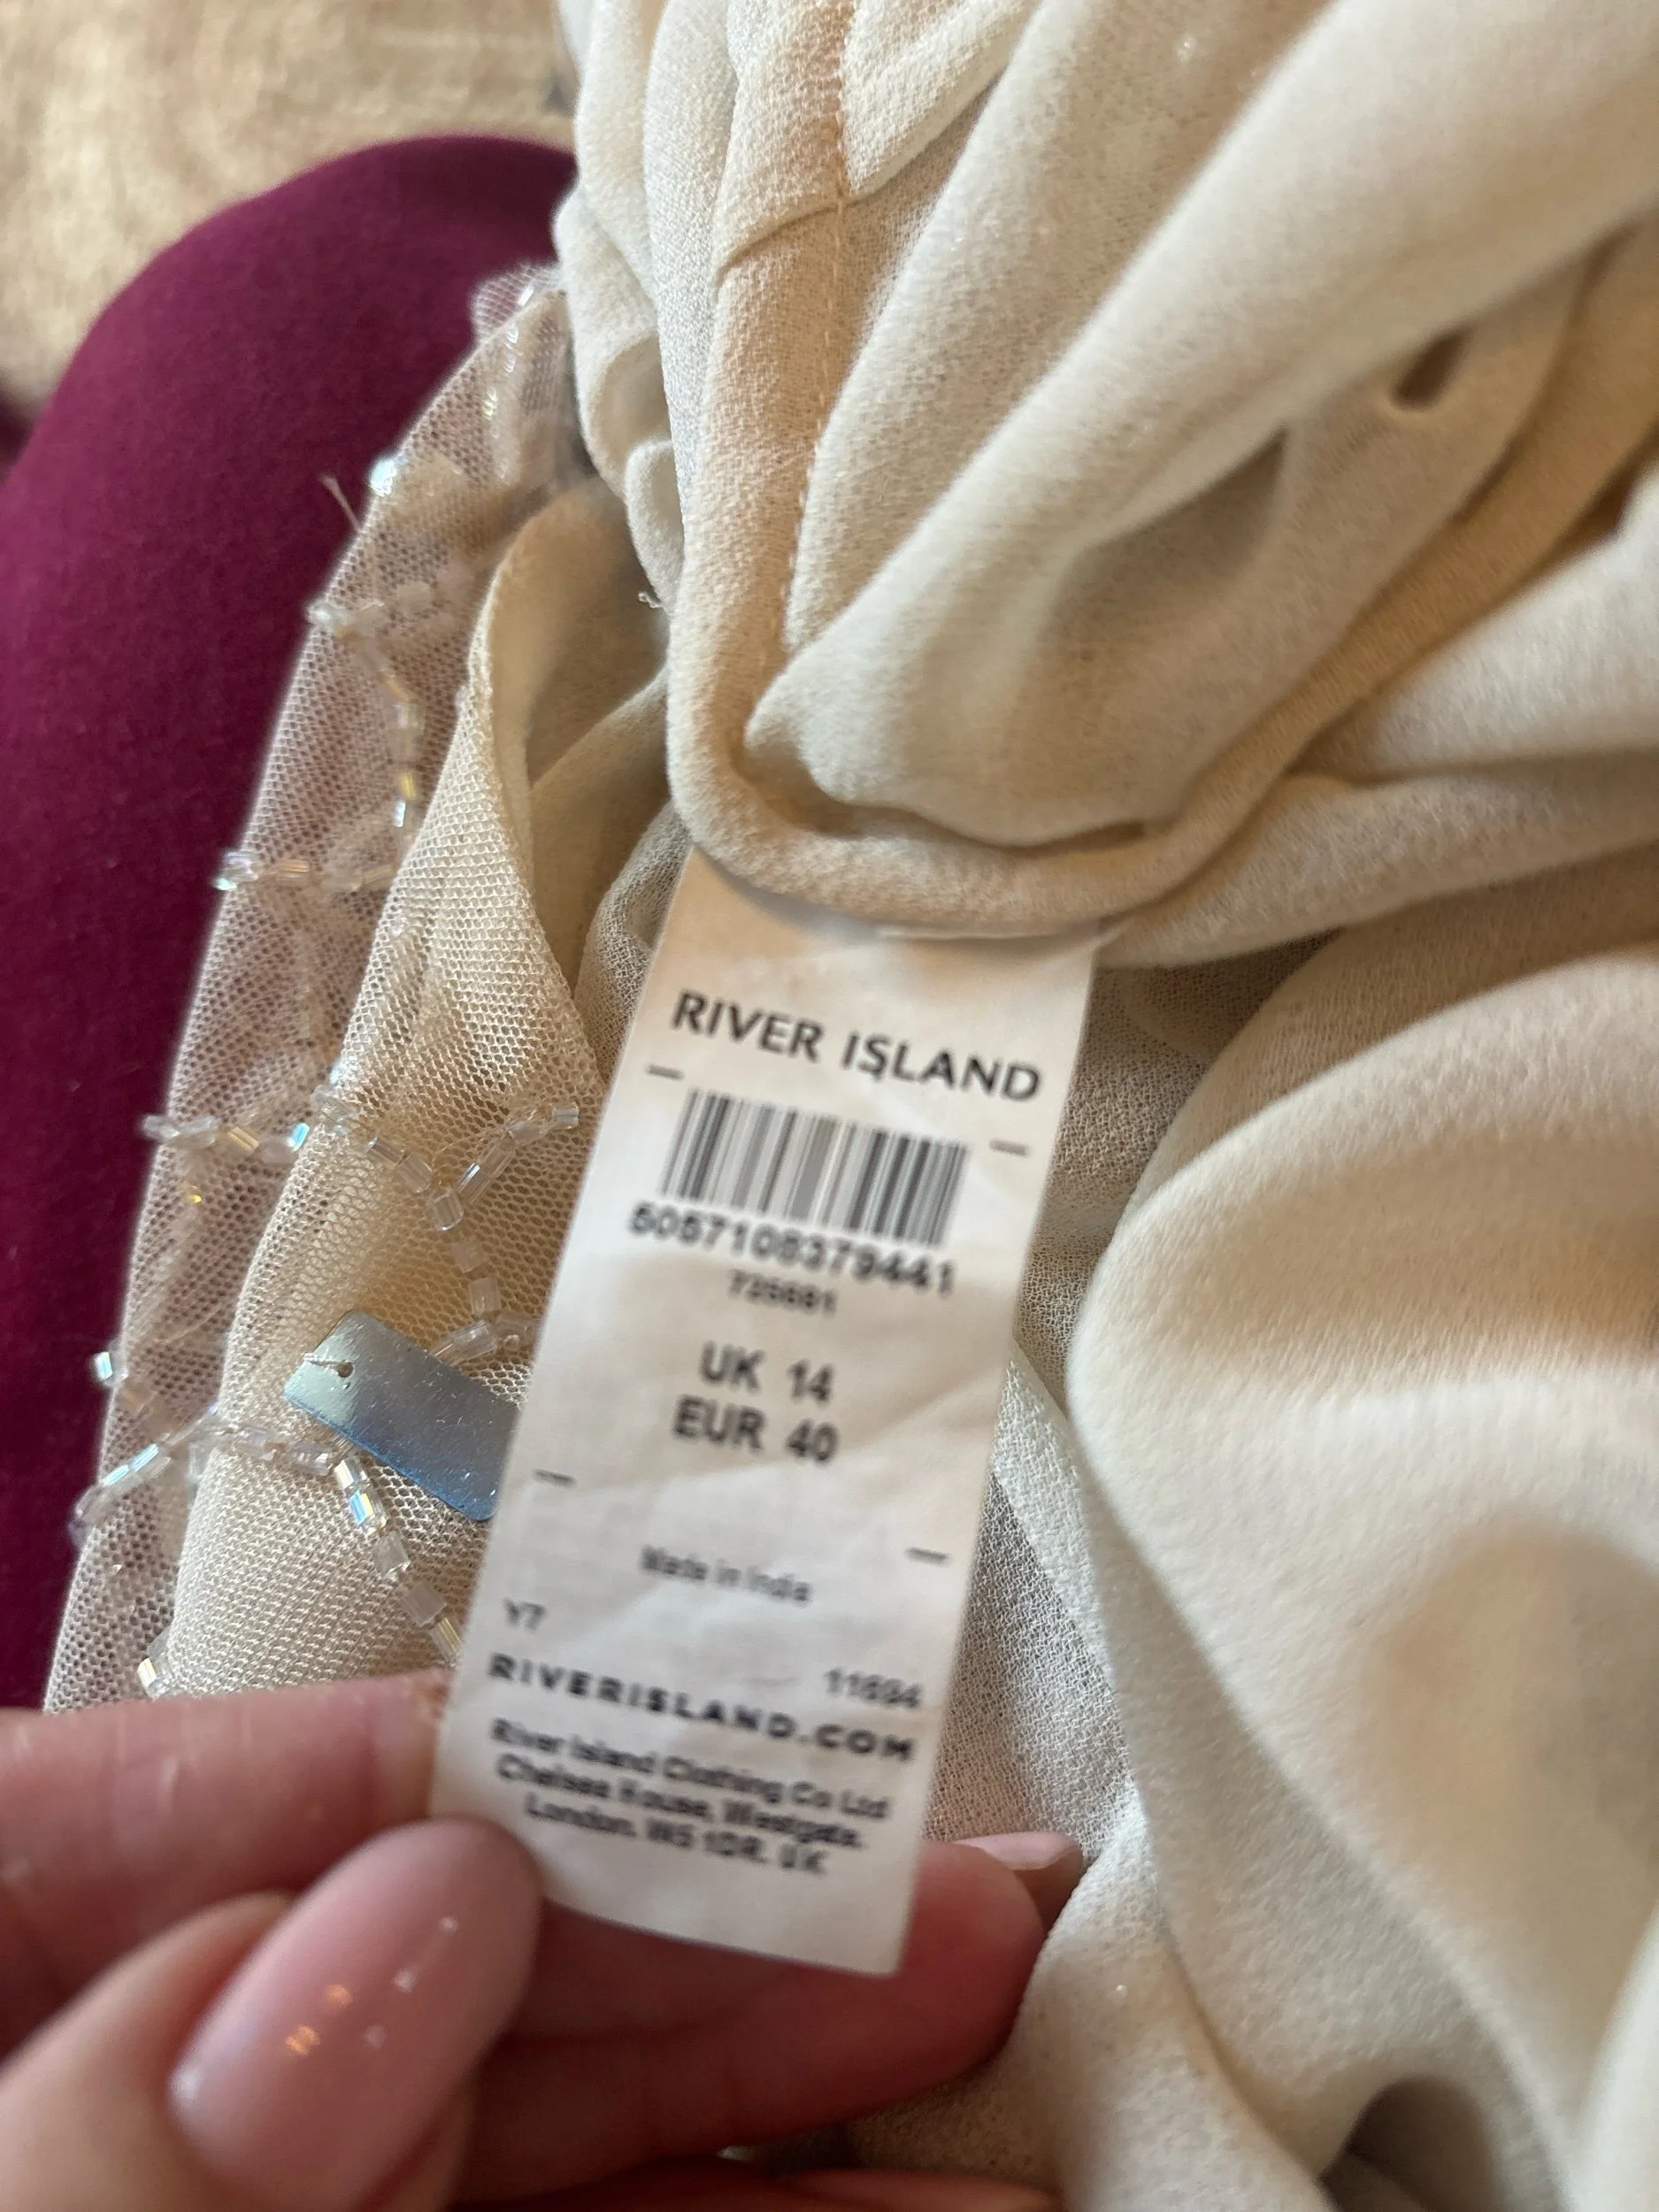 RIVER ISLAND
5057108379441
725681
UK 14
EUR 40
Made in India
Y7
11694
RIVERISLAND.COM
River Island Clothing Co Ltd
Chelsea House, Westgate,
London. W5 1DR. UK